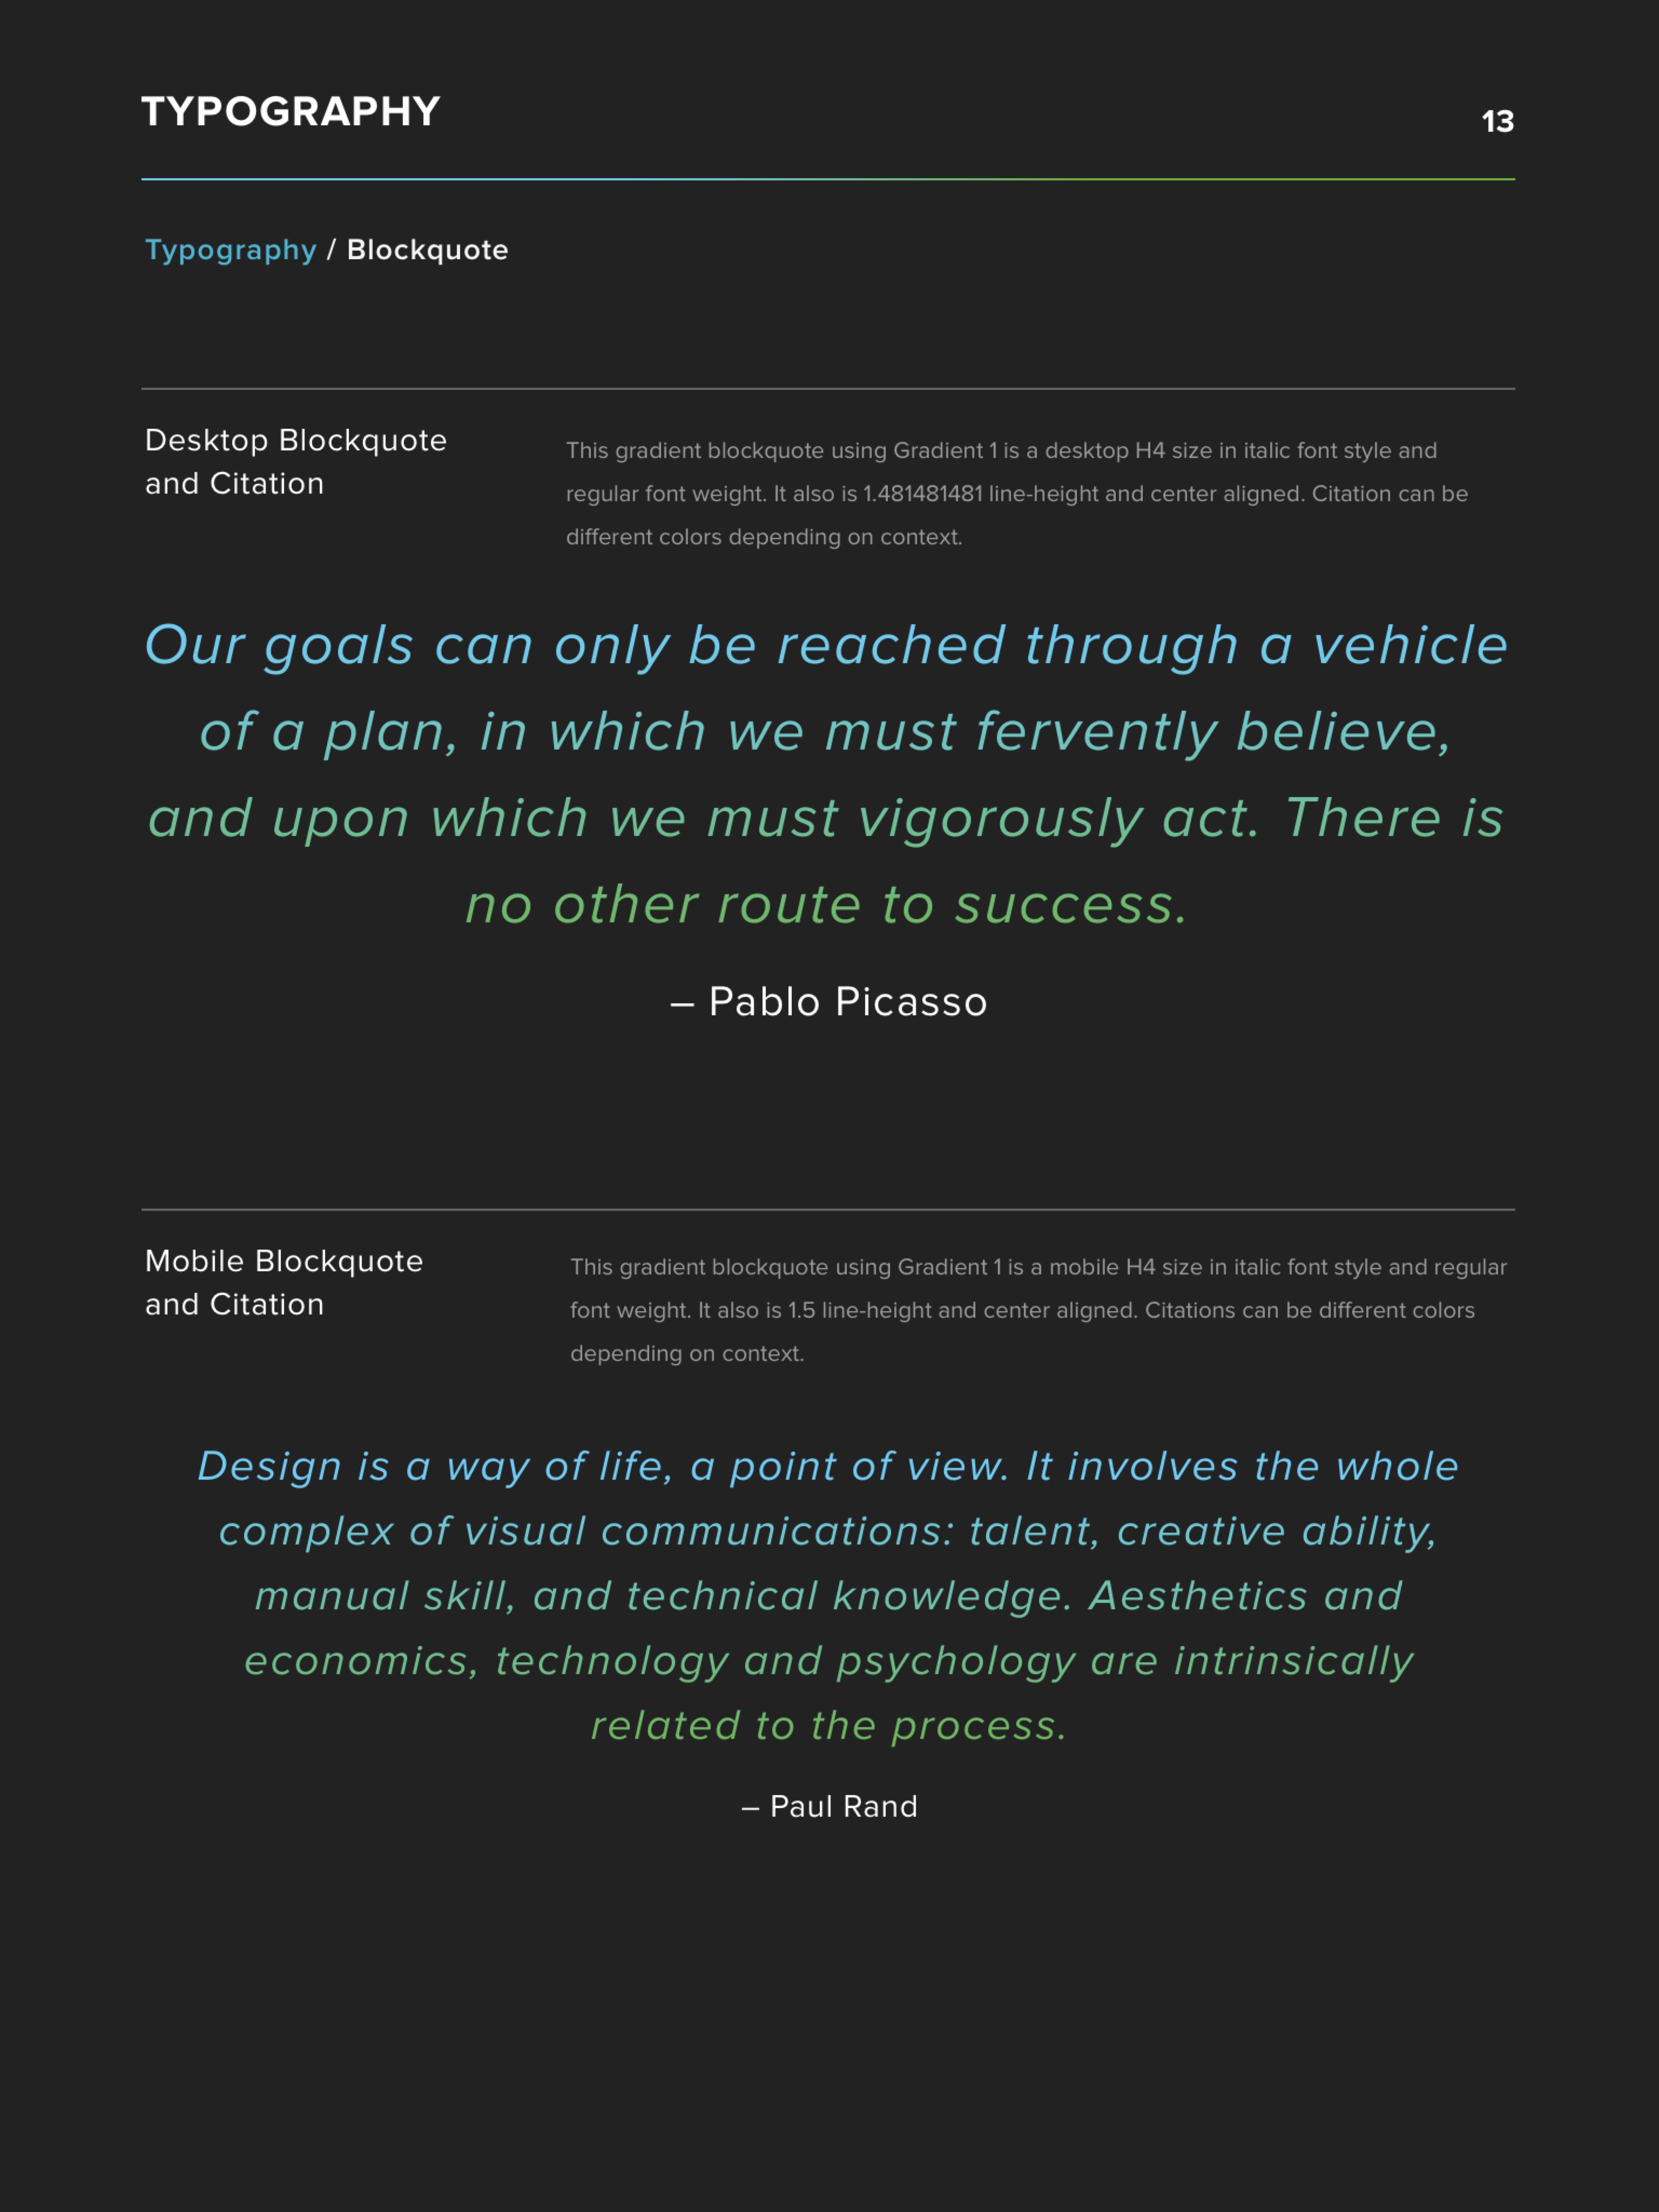 TYPOGRAPHY
13
Typography / Blockquote
Desktop Blockquote
and Citation
This gradient blockquote using Gradient 1 is a desktop H4 size in italic font style and
regular font weight. It also is 1.481481481 line-height and center aligned. Citation can be
different colors depending on context.
Our goals can only be reached through a vehicle
of a plan, in which we must fervently believe,
and upon which we must vigorously act. There is
no other route to success.
– Pablo Picasso
Mobile Blockquote
and Citation
This gradient blockquote using Gradient 1 is a mobile H4 size in italic font style and regular
font weight. It also is 1.5 line-height and center aligned. Citations can be different colors
depending on context.
Design is a way of life, a point of view. It involves the whole
complex of visual communications: talent, creative ability,
manual skill, and technical knowledge. Aesthetics and
economics, technology and psychology are intrinsically
related to the process.
– Paul Rand